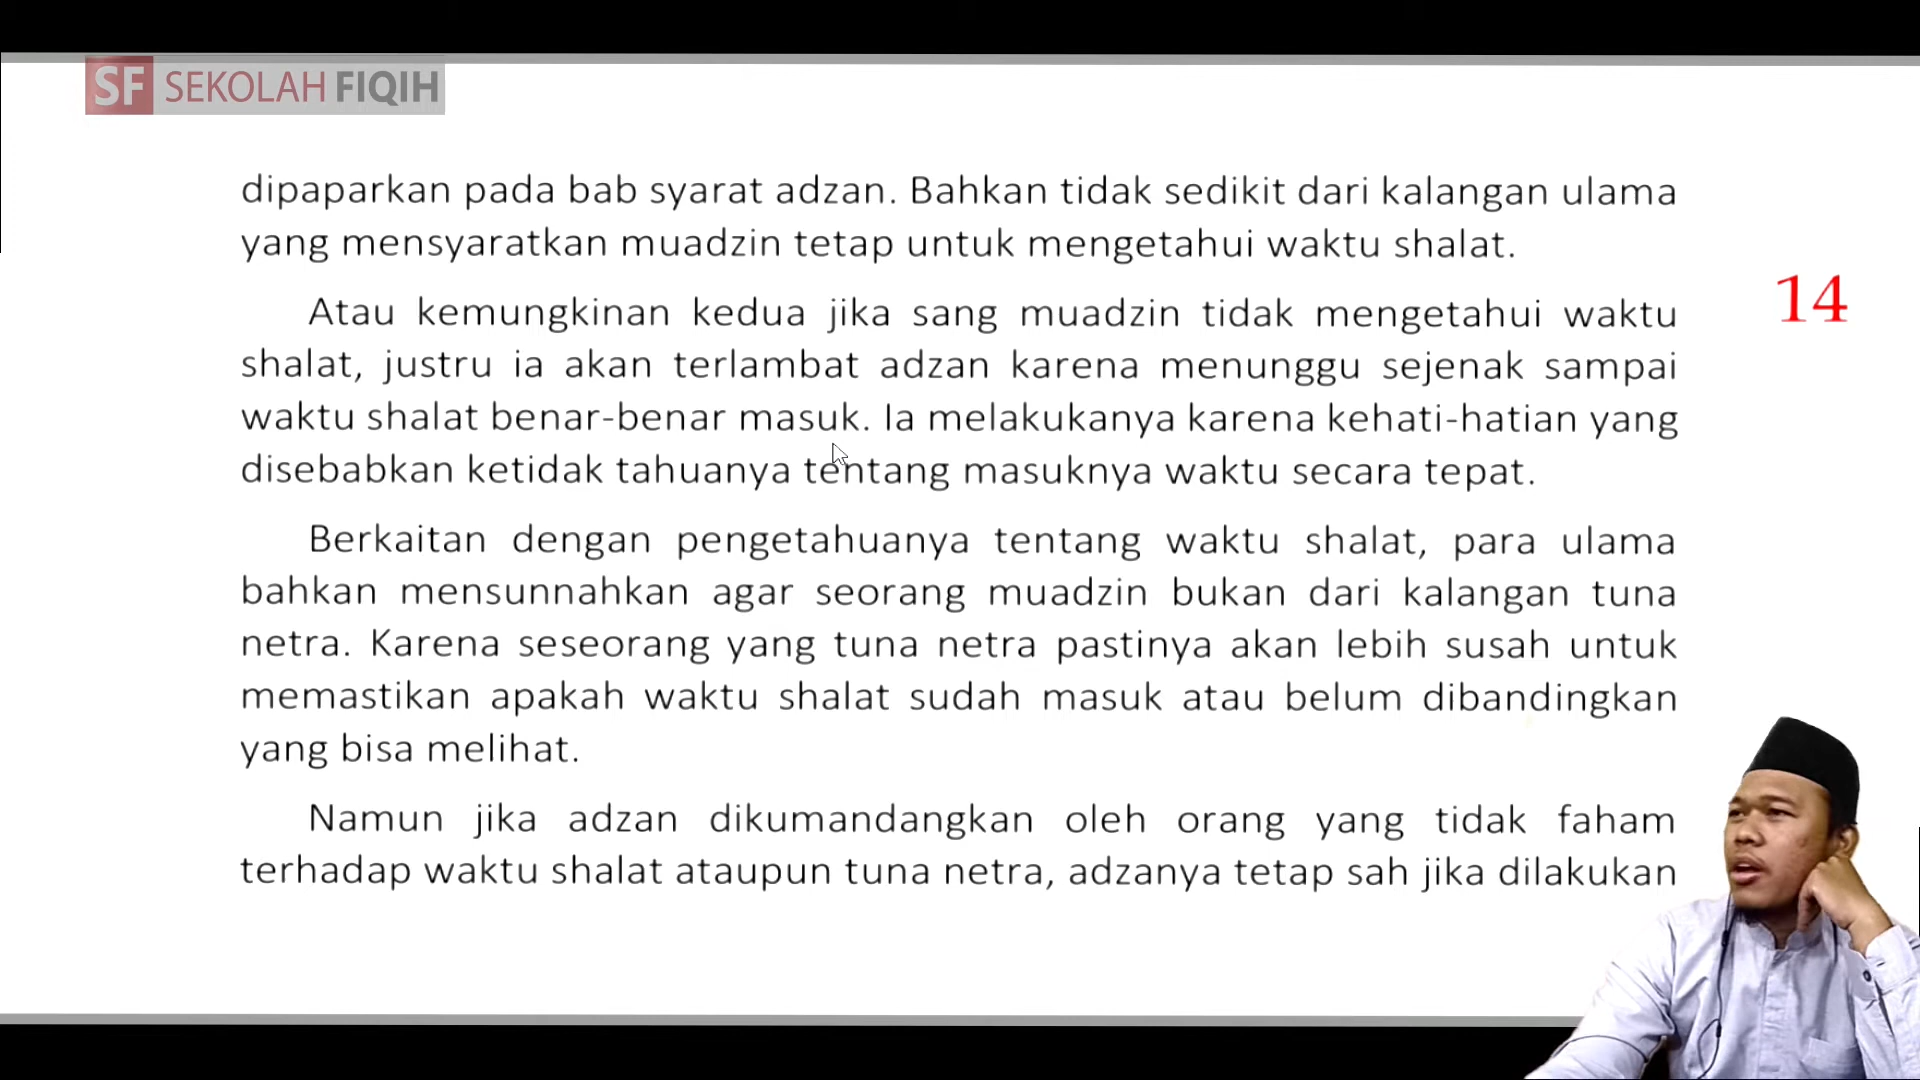 SF SEKOLAH FIQIH
dipaparkan pada bab syarat adzan. Bahkan tidak sedikit dari kalangan ulama
yang mensyaratkan muadzin tetap untuk mengetahui waktu shalat.
14
Atau kemungkinan kedua jika sang muadzin tidak mengetahui waktu
shalat, justru ia akan terlambat adzan karena menunggu sejenak sampai
waktu shalat benar-benar masuk. Ia melakukanya karena kehati-hatian yang
disebabkan ketidak tahuanya tentang masuknya waktu secara tepat.
Berkaitan dengan pengetahuanya tentang waktu shalat, para ulama
bahkan mensunnahkan agar seorang muadzin bukan dari kalangan tuna
netra. Karena seseorang yang tuna netra pastinya akan lebih susah untuk
memastikan apakah waktu shalat sudah masuk atau belum dibandingkan
yang bisa melihat.
Namun jika adzan dikumandangkan oleh orang yang tidak faham
terhadap waktu shalat ataupun tuna netra, adzanya tetap sah jika dilakukan